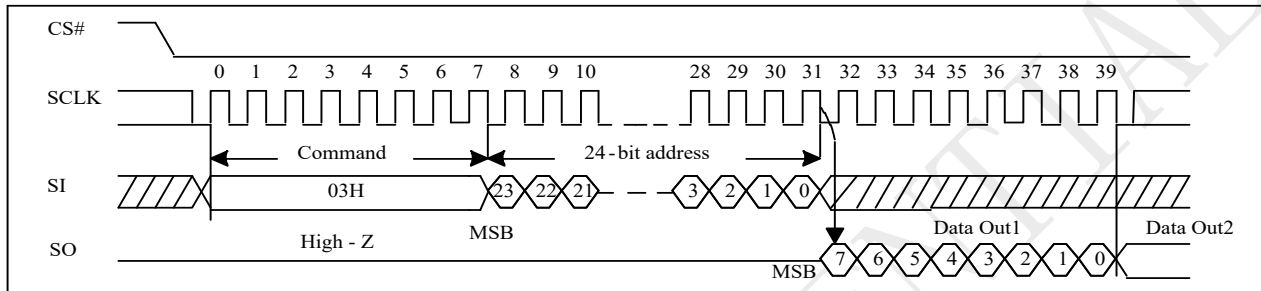 CS#
0 1 2 3 4 5 6 7 8 9 10 28 29 30 31 32 33 34 35 36 37 38 39
SCLK
Command 24-bit address
SI 03H 23 22 21 3 2 1 0
High - Z MSB Data Out1 Data Out2
SO MSB 7 6 5 4 3 2 1 0
NTIAL